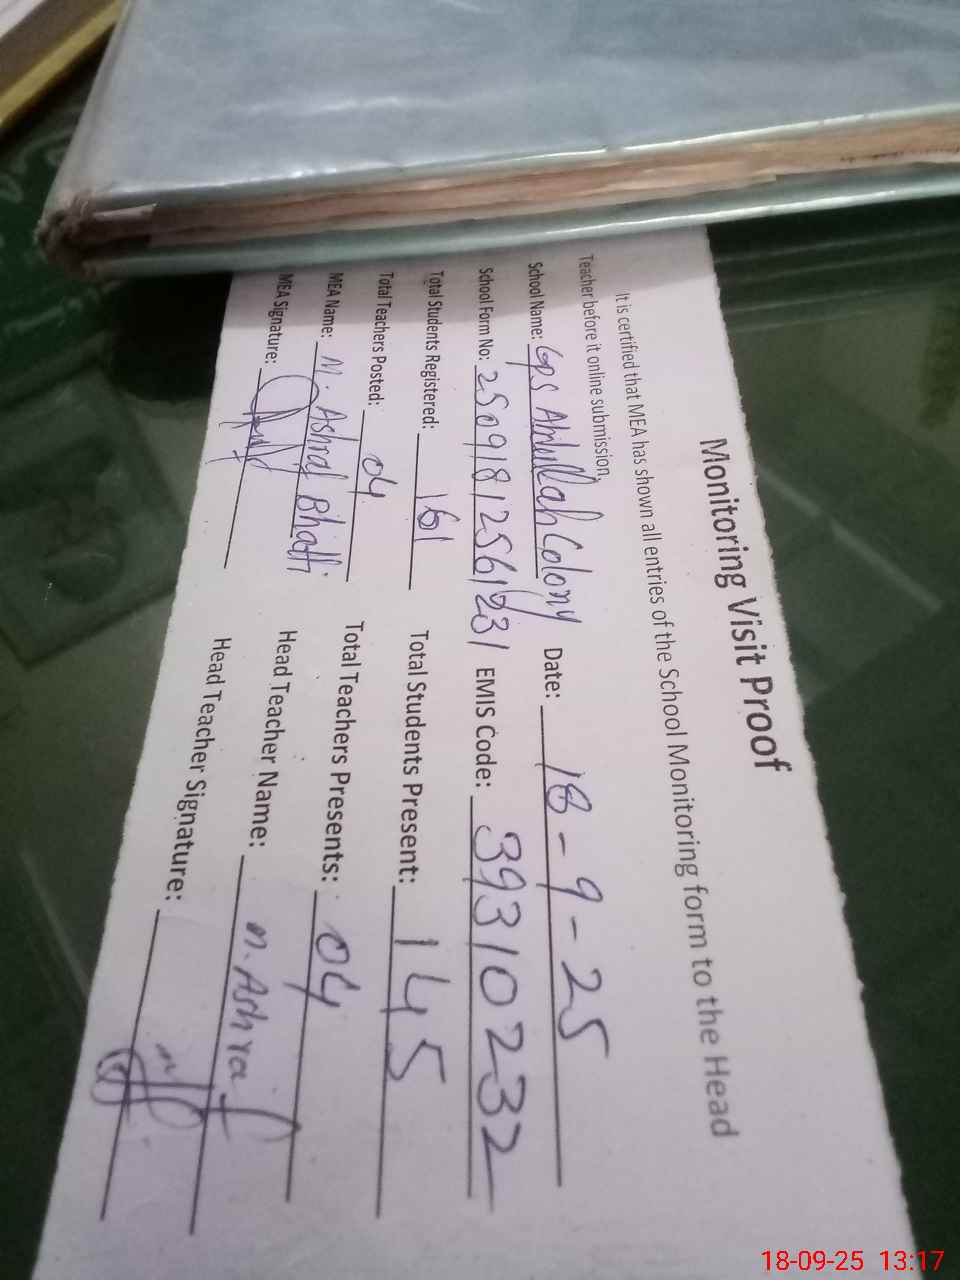 Monitoring Visit Proof
It is certified that MEA has shown all entries of the School Monitoring form to the Head
Teacher before it online submission.
School Name: GPS Abdullah Colony Date: 18-9-25
School Form No: EMIS Code: 39310232
Total Students Registered: 161 Total Students Present: 145
Total Teachers Posted: 04 Total Teachers Presents: 04
MEA Name: M. Ashraf Bhatti Head Teacher Name: M. Ashraf
MEA Signature: Head Teacher Signature:
18-09-25 13:17